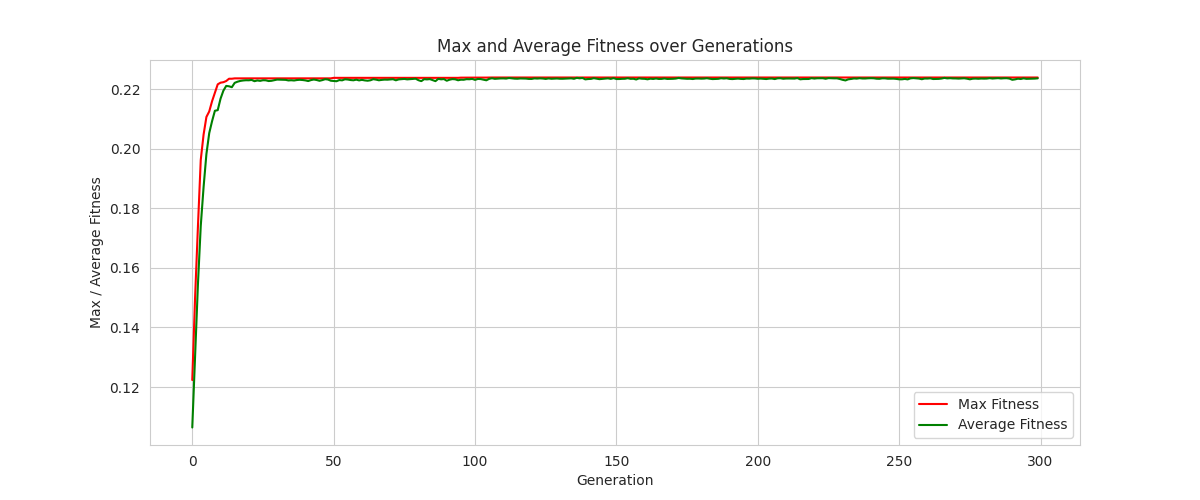 Max and Average Fitness over Generations
Max / Average Fitness
0.22
0.20
0.18
0.16
0.14
0.12
0
50
100
150
200
250
300
Generation
Max Fitness
Average Fitness